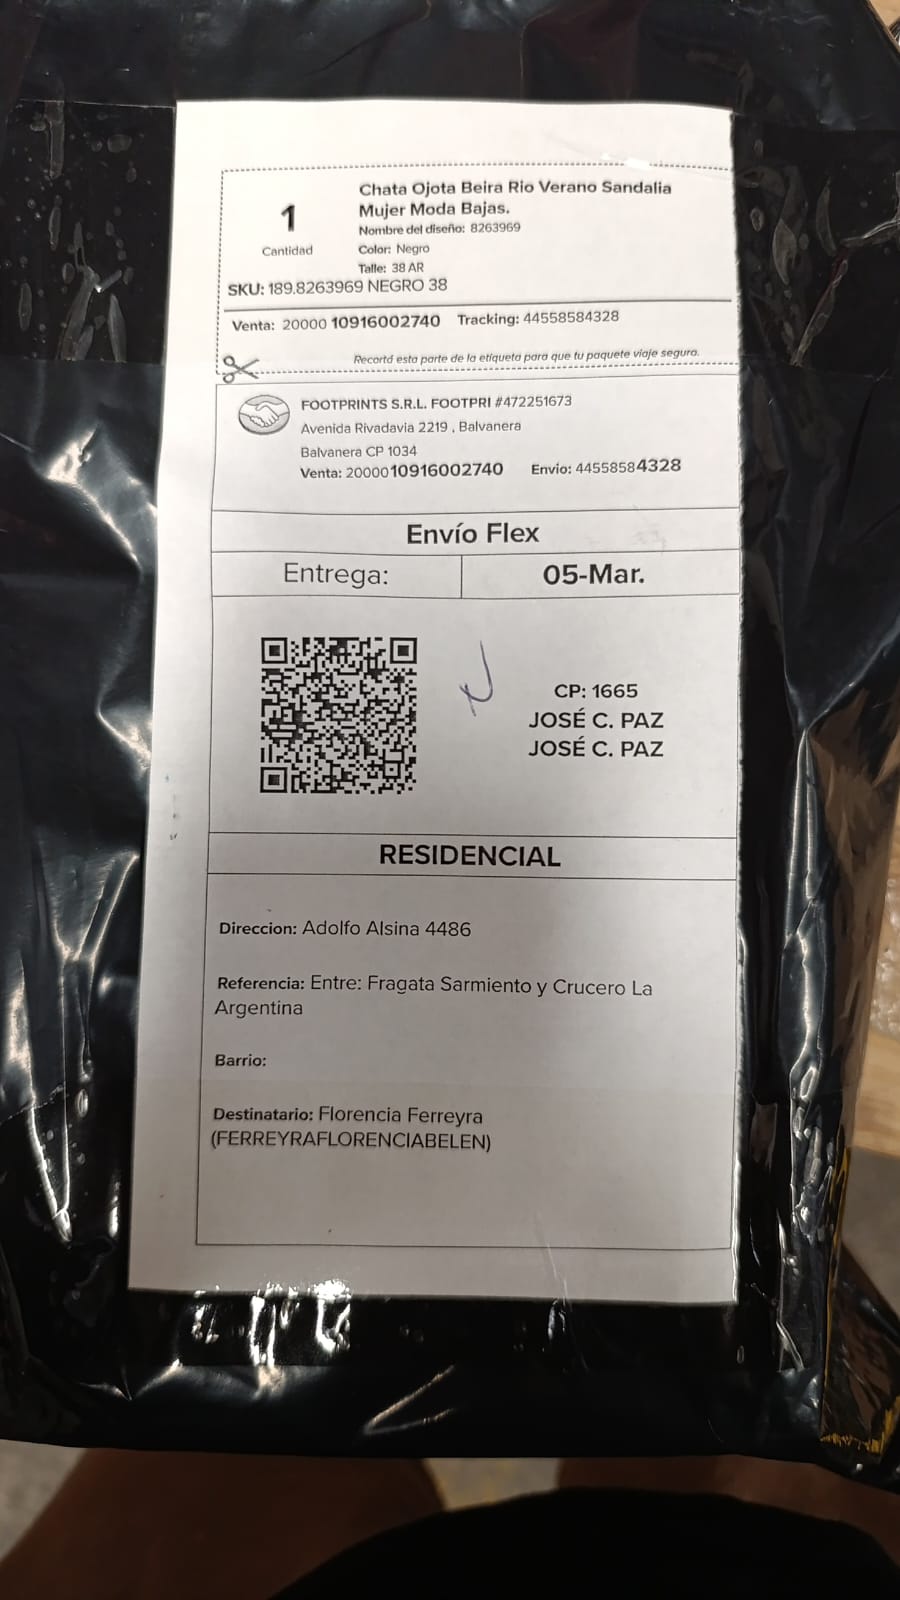 1
Cantidad
Chata Ojota Beira Rio Verano Sandalia
Mujer Moda Bajas.
Nombre del diseño: 8263969
Color: Negro
Talle: 38 AR
SKU: 189.8263969 NEGRO 38
Venta: 20000 10916002740 Tracking: 44558584328
Recortá esta parte de la etiqueta para que tu paquete viaje seguro.
FOOTPRINTS S.R.L. FOOTPRI #472251673
Avenida Rivadavia 2219 , Balvanera
Balvanera CP 1034
Venta: 2000010916002740 Envio: 44558584328
Envío Flex
Entrega: 05-Mar.
CP: 1665
JOSÉ C. PAZ
JOSÉ C. PAZ
RESIDENCIAL
Direccion: Adolfo Alsina 4486
Referencia: Entre: Fragata Sarmiento y Crucero La
Argentina
Barrio:
Destinatario: Florencia Ferreyra
(FERREYRAFLORENCIABELEN)